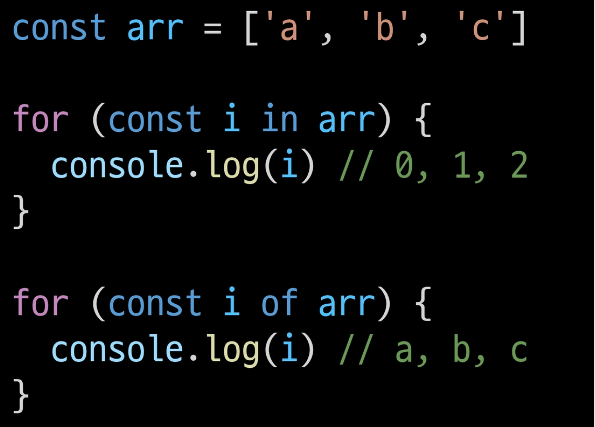 const arr = ['a', 'b', 'c']
for (const i in arr) {
  console.log(i) // 0, 1, 2
}
for (const i of arr) {
  console.log(i) // a, b, c
}